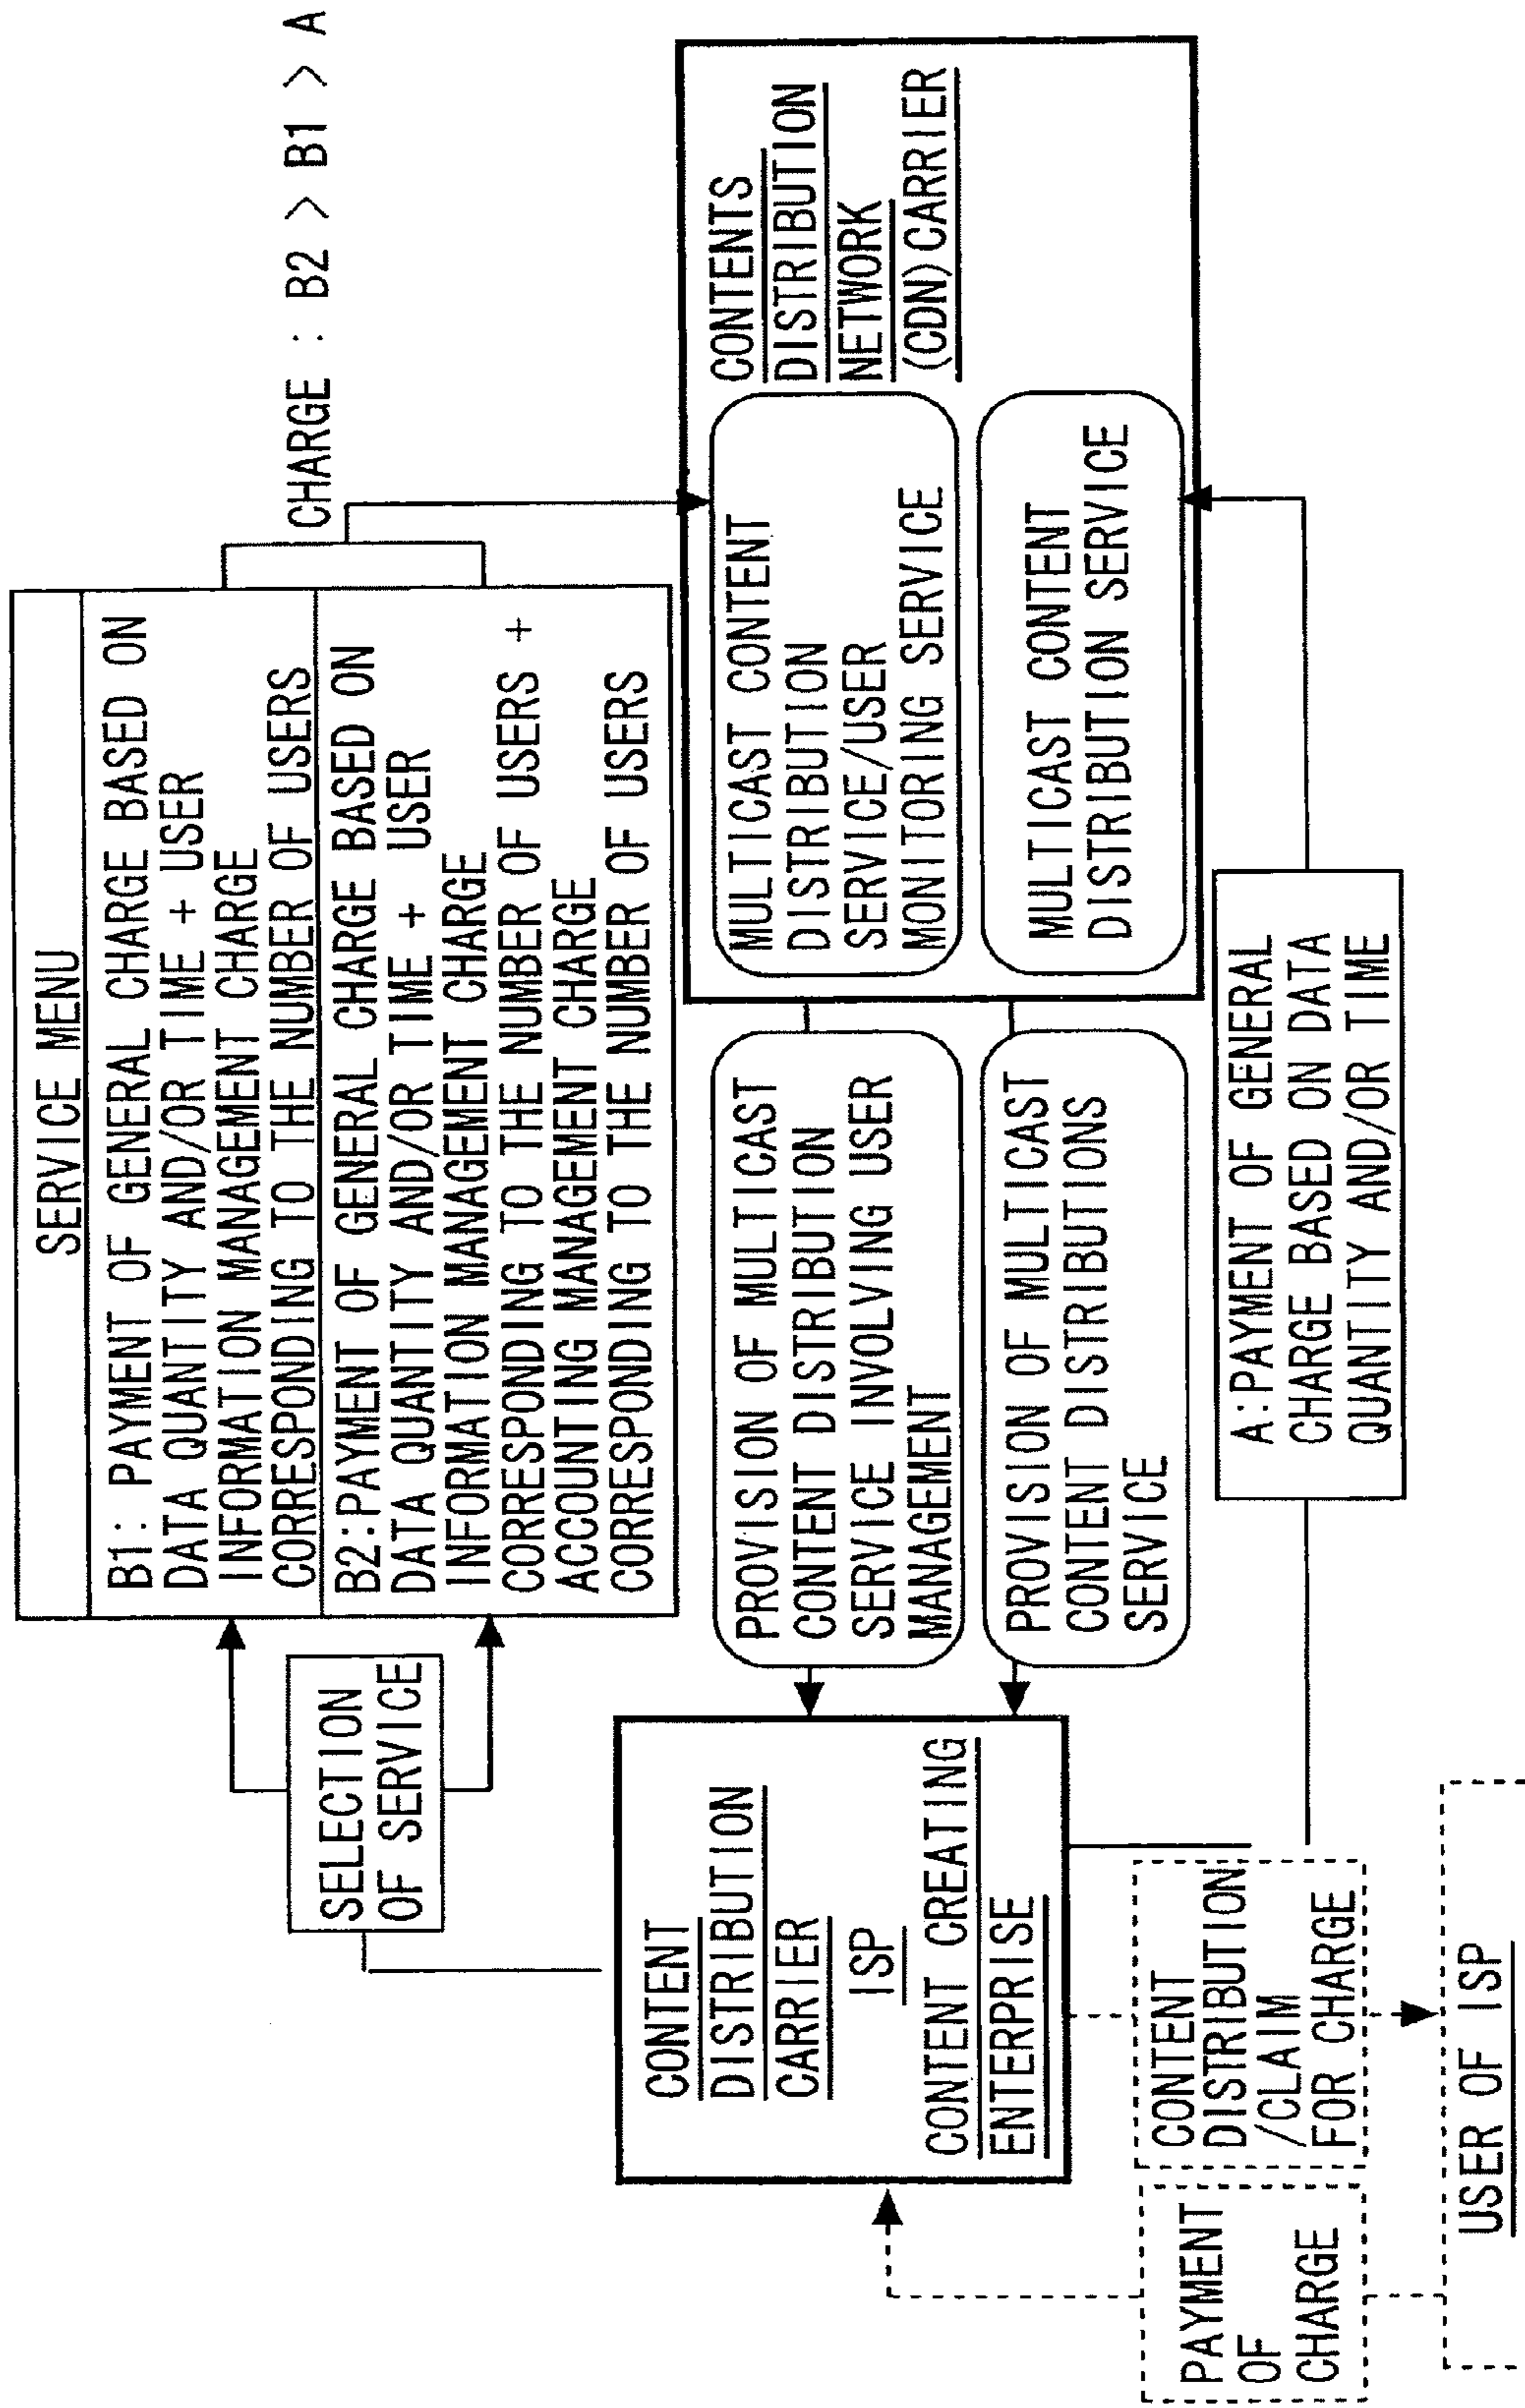 SERVICE MENU
B1: PAYMENT OF GENERAL CHARGE BASED ON
DATA QUANTITY AND/OR TIME + USER
INFORMATION MANAGEMENT CHARGE
CORRESPONDING TO THE NUMBER OF USERS
B2:PAYMENT OF GENERAL CHARGE BASED ON
DATA QUANTITY AND/OR TIME + USER
INFORMATION MANAGEMENT CHARGE
CORRESPONDING TO THE NUMBER OF USERS +
ACCOUNTING MANAGEMENT CHARGE
CORRESPONDING TO THE NUMBER OF USERS
CHARGE : B2 > B1 > A
SELECTION
OF SERVICE
CONTENT
DISTRIBUTION
CARRIER
ISP
CONTENT CREATING
ENTERPRISE
PROVISION OF MULTICAST
CONTENT DISTRIBUTION
SERVICE INVOLVING USER
MANAGEMENT
PROVISION OF MULTICAST
CONTENT DISTRIBUTIONS
SERVICE
MULTICAST CONTENT
DISTRIBUTION
SERVICE/USER
MONITORING SERVICE
MULTICAST CONTENT
DISTRIBUTION SERVICE
CONTENTS
DISTRIBUTION
NETWORK
(CDN)CARRIER
A:PAYMENT OF GENERAL
CHARGE BASED ON DATA
QUANTITY AND/OR TIME
PAYMENT
OF
CHARGE
CONTENT
DISTRIBUTION
/CLAIM
FOR CHARGE
USER OF ISP